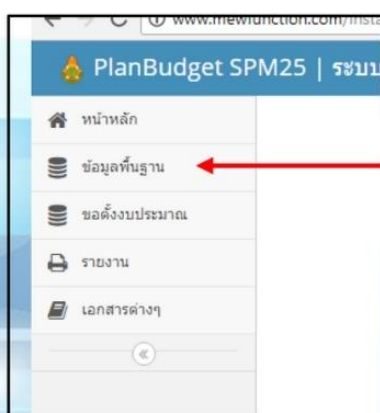 www.mewfunction.com/insta
PlanBudget SPM25 | ระบบ
หน้าหลัก
ข้อมูลพื้นฐาน
ขอตั้งงบประมาณ
รายงาน
เอกสารต่างๆ